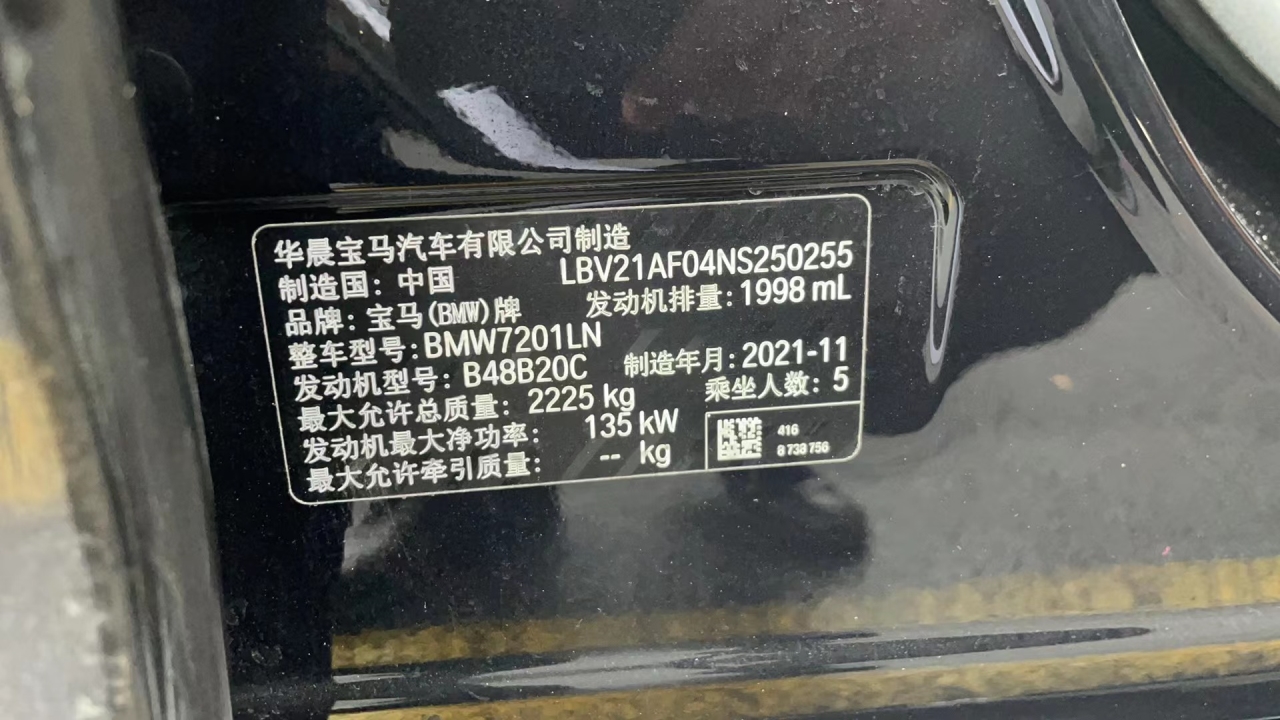 华晨宝马汽车有限公司制造
制造国：中国 LBV21AF04NS250255
品牌：宝马(BMW)牌 发动机排量：1998 mL
整车型号：BMW7201LN
发动机型号：B48B20C 制造年月：2021-11
最大允许总质量：2225 kg 乘坐人数：5
发动机最大净功率：135 kW
最大允许牵引质量：-- kg
416
8 738 756